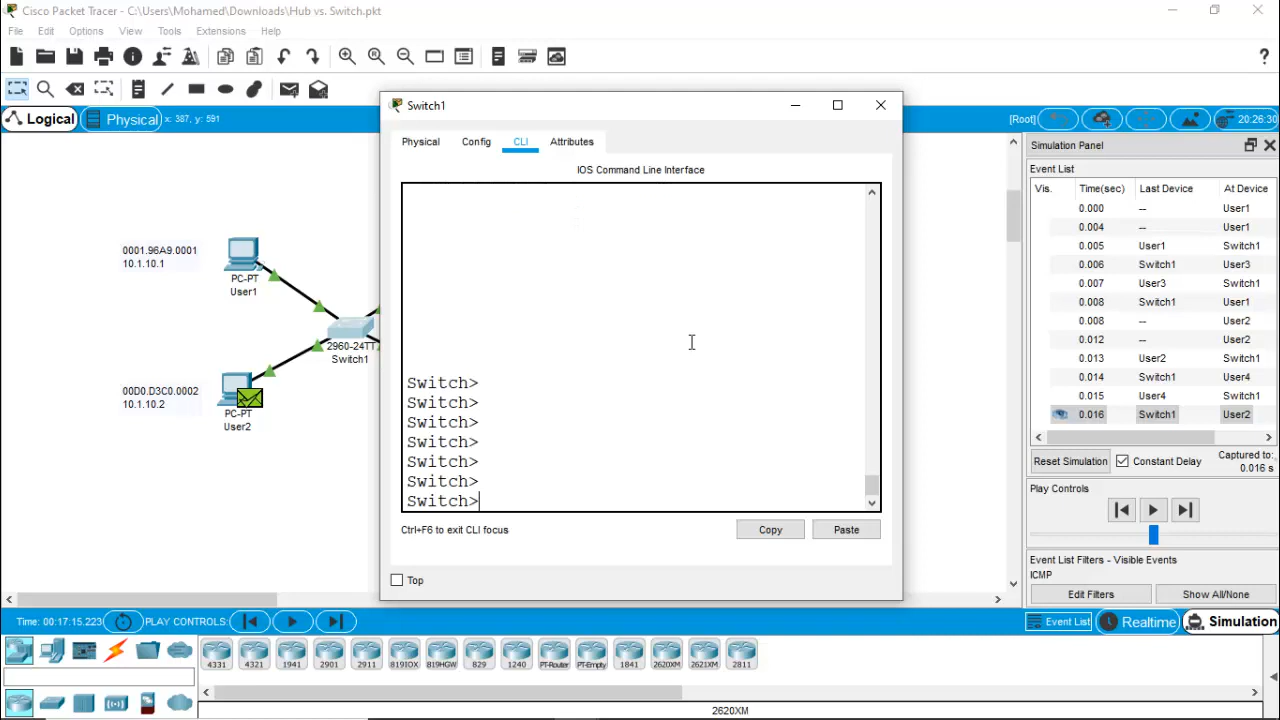 Cisco Packet Tracer - C:\Users\Mohamed\Downloads\Hub vs. Switch.pkt
File Edit Options View Tools Extensions Help
Logical Physical x: 387, y: 591 [Root] 20:26:30
0001.96A9.0001
10.1.10.1
PC-PT
User1
2960-24TT
Switch1
00D0.D3C0.0002
10.1.10.2
PC-PT
User2
Switch1
Physical Config CLI Attributes
IOS Command Line Interface
Switch>
Switch>
Switch>
Switch>
Switch>
Switch>
Switch>
Ctrl+F6 to exit CLI focus Copy Paste
Top
Simulation Panel
Event List
Vis. Time(sec) Last Device At Device
0.000 -- User1
0.004 -- User1
0.005 User1 Switch1
0.006 Switch1 User3
0.007 User3 Switch1
0.008 Switch1 User1
0.008 -- User2
0.012 -- User2
0.013 User2 Switch1
0.014 Switch1 User4
0.015 User4 Switch1
0.016 Switch1 User2
Reset Simulation Constant Delay Captured to:
0.016 s
Play Controls
Event List Filters - Visible Events
ICMP
Edit Filters Show All/None
Time: 00:17:15.223 PLAY CONTROLS: Event List Realtime Simulation
4331 4321 1941 2901 2911 819IOX 819HGW 829 1240 PT-Router PT-Empty 1841 2620XM 2621XM 2811
2620XM